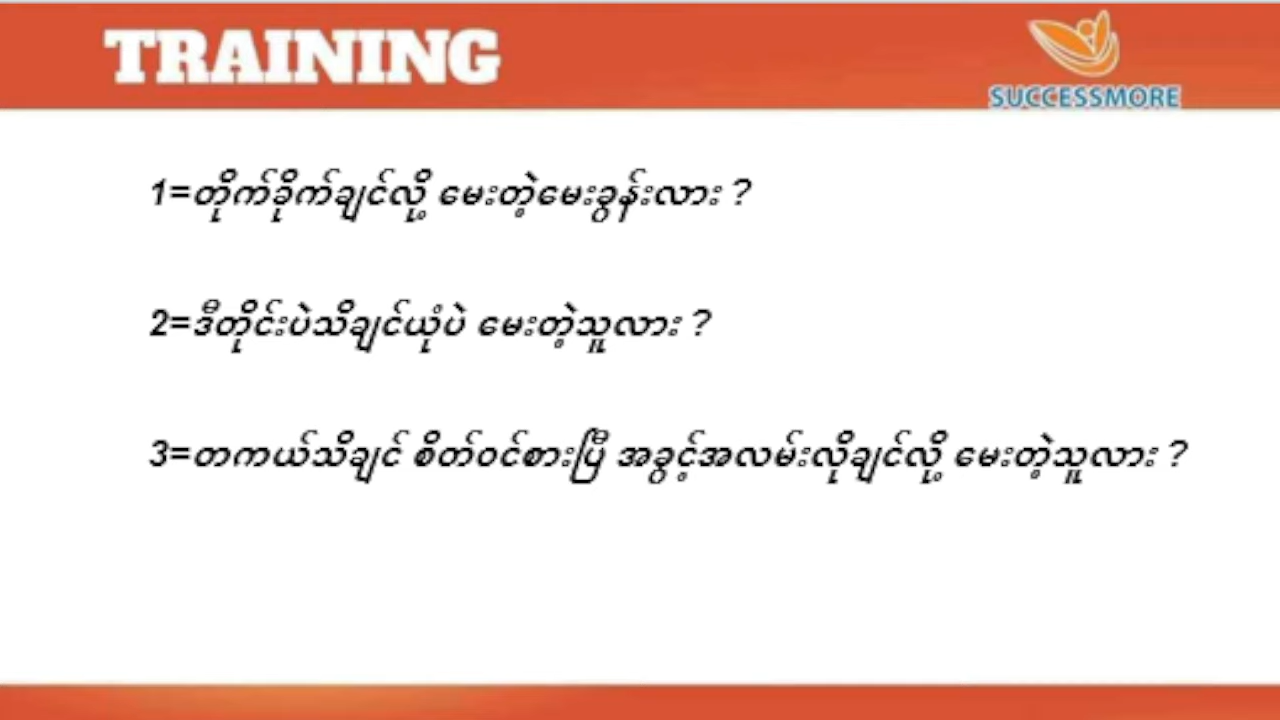 TRAINING
SUCCESSMORE
1=တိုက်ခိုက်ချင်လို့ မေးတဲ့မေးခွန်းလား ?
2=ဒီတိုင်းပဲသိချင်ယုံပဲ မေးတဲ့သူလား ?
3=တကယ်သိချင် စိတ်ဝင်စားပြီ အခွင့်အလမ်းလိုချင်လို့ မေးတဲ့သူလား ?